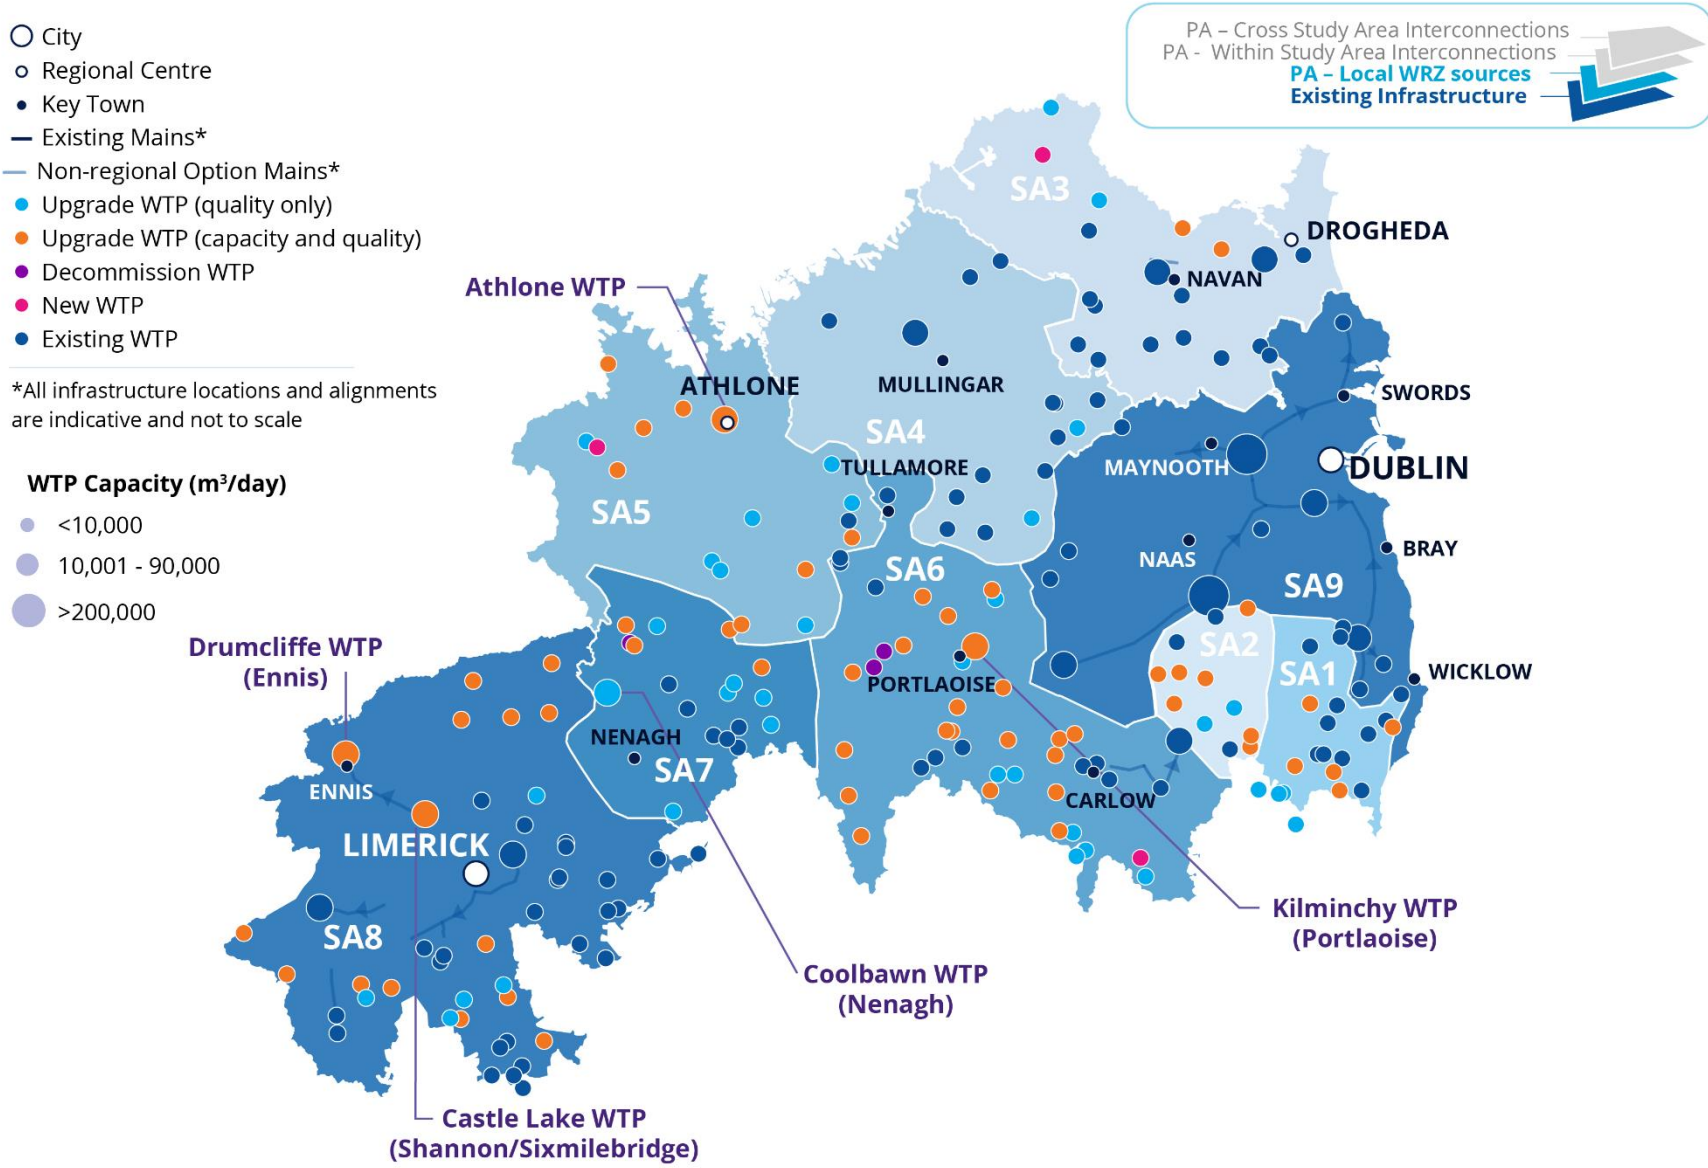 City
Regional Centre
Key Town
Existing Mains*
Non-regional Option Mains*
Upgrade WTP (quality only)
Upgrade WTP (capacity and quality)
Decommission WTP
New WTP
Existing WTP
*All infrastructure locations and alignments
are indicative and not to scale
WTP Capacity (m³/day)
<10,000
10,001 - 90,000
>200,000
PA – Cross Study Area Interconnections
PA - Within Study Area Interconnections
PA – Local WRZ sources
Existing Infrastructure
SA3
DROGHEDA
NAVAN
Athlone WTP
ATHLONE
MULLINGAR
SWORDS
SA4
TULLAMORE
MAYNOOTH
DUBLIN
SA5
NAAS
BRAY
SA6
SA9
Drumcliffe WTP
(Ennis)
SA2
SA1
WICKLOW
PORTLAOISE
NENAGH
SA7
ENNIS
CARLOW
LIMERICK
SA8
Kilminchy WTP
(Portlaoise)
Coolbawn WTP
(Nenagh)
Castle Lake WTP
(Shannon/Sixmilebridge)